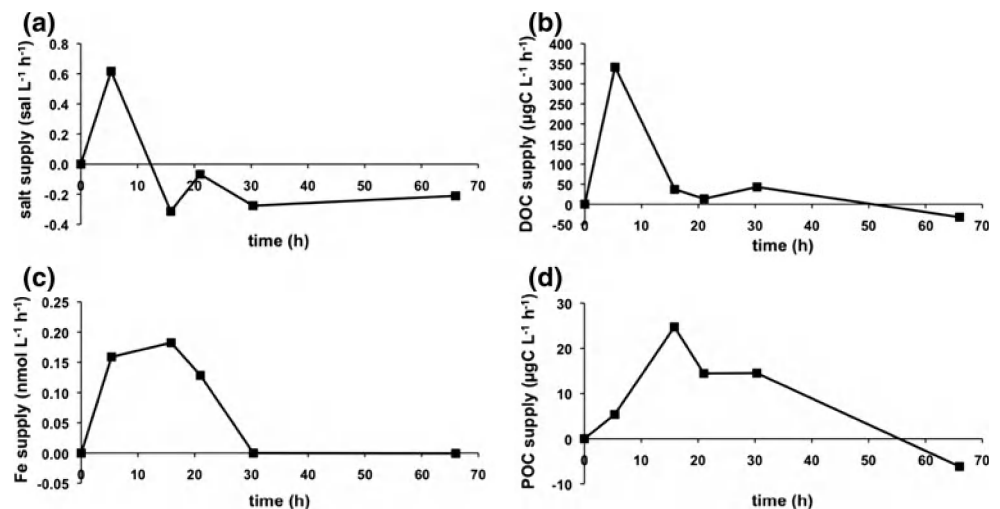 (a)
salt supply (sal L⁻¹ h⁻¹)
0.8
0.6
0.4
0.2
0.0
-0.2
-0.4
0 10 20 30 40 50 60 70
time (h)
(b)
DOC supply (µgC L⁻¹ h⁻¹)
400
350
300
250
200
150
100
50
0
-50
0 10 20 30 40 50 60 70
time (h)
(c)
Fe supply (nmol L⁻¹ h⁻¹)
0.25
0.20
0.15
0.10
0.05
0.00
-0.05
0 10 20 30 40 50 60 70
time (h)
(d)
POC supply (µgC L⁻¹ h⁻¹)
30
20
10
0
-10
0 10 20 30 40 50 60 70
time (h)